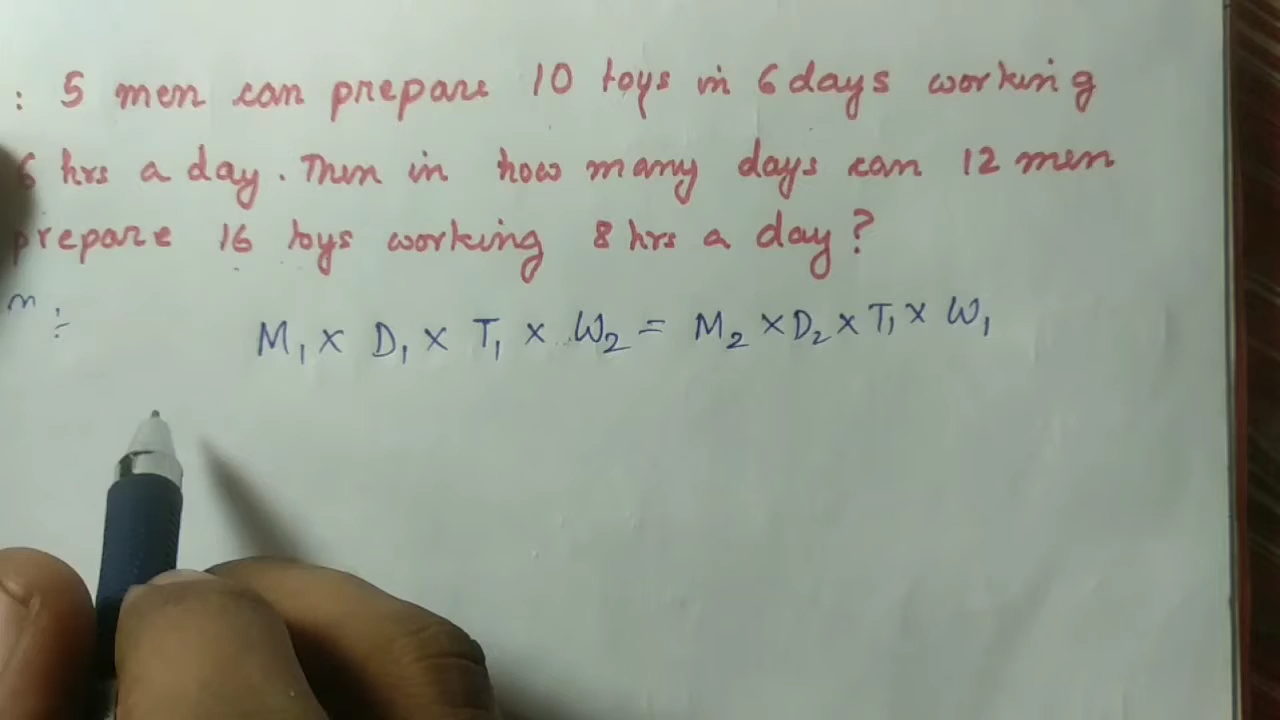 : 5 men can prepare 10 toys in 6 days working
6 hrs a day. Then in how many days can 12 men
prepare 16 toys working 8 hrs a day?
n :
M₁ × D₁ × T₁ × W₂ = M₂ × D₂ × T₁ × W₁